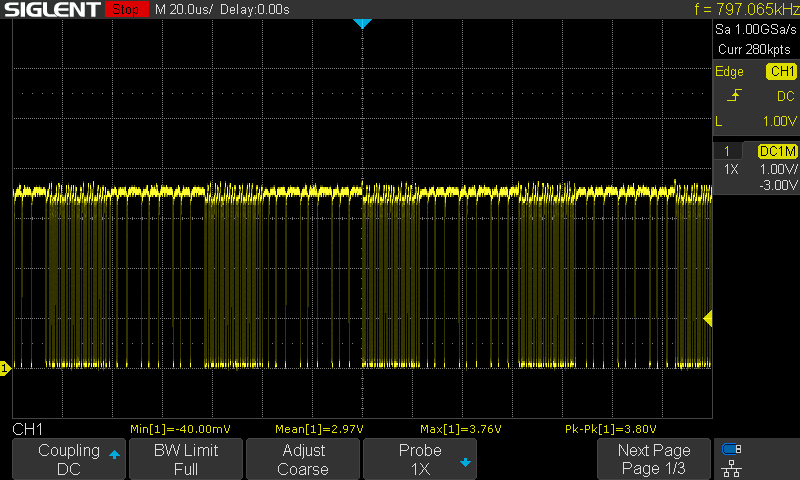 SIGLENT Stop M 20.0us/ Delay:0.00s f = 797.065kHz
Sa 1.00GSa/s
Curr 280kpts
Edge CH1
DC
L 1.00V
1 DC1M
1X 1.00V/
-3.00V
1
CH1 Min[1]=-40.00mV Mean[1]=2.97V Max[1]=3.76V Pk-Pk[1]=3.80V
Coupling BW Limit Adjust Probe Next Page
DC Full Coarse 1X Page 1/3